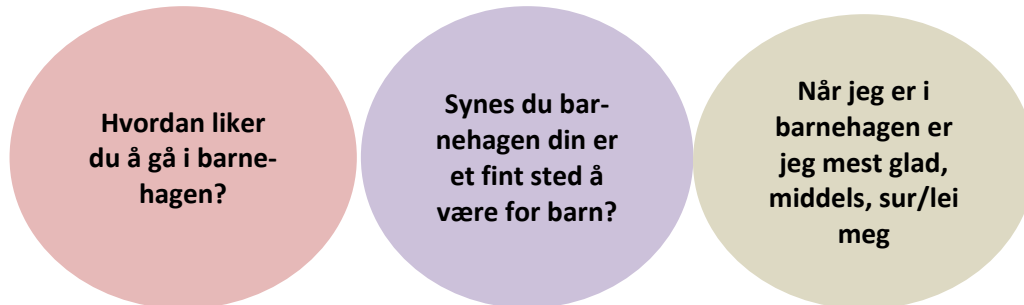 Hvordan liker
du å gå i barne-
hagen?
Synes du bar-
nehagen din er
et fint sted å
være for barn?
Når jeg er i
barnehagen er
jeg mest glad,
middels, sur/lei
meg